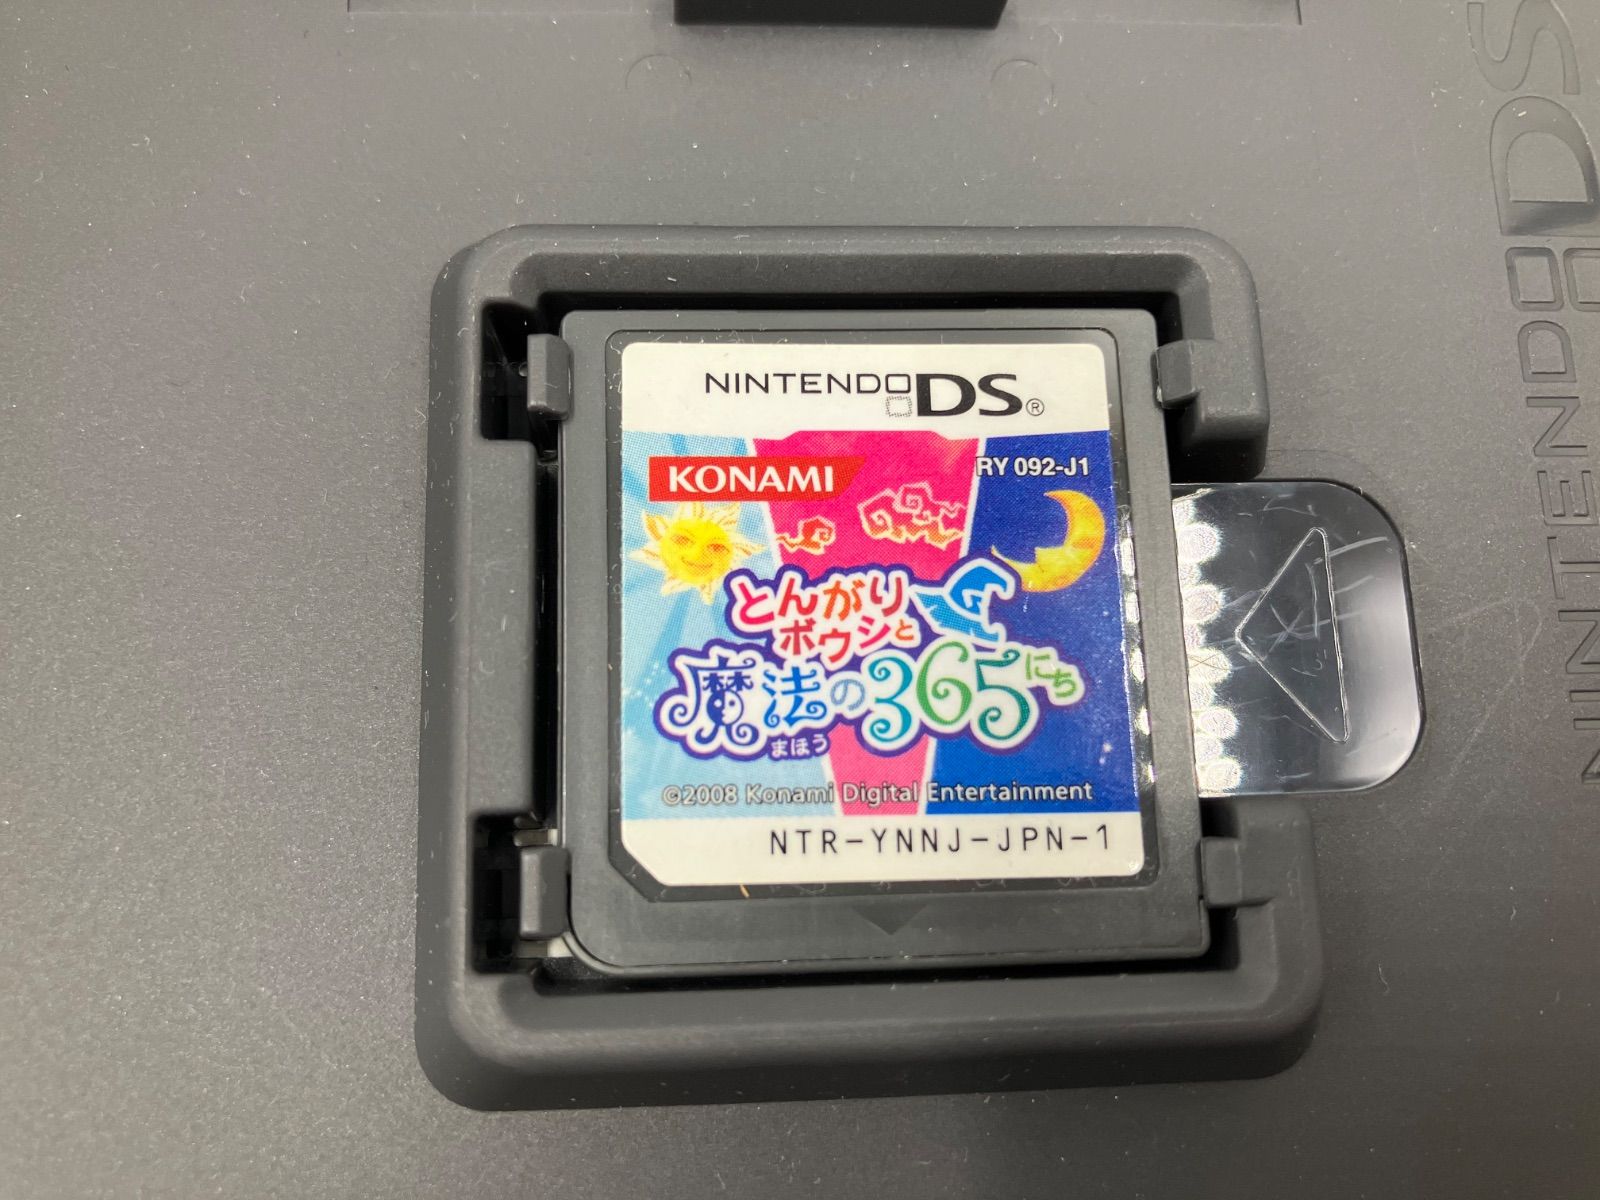 NINTENDO DS®
KONAMI
RY 092-J1
とんがり
ボウシと
魔法の365にち
まほう
©2008 Konami Digital Entertainment
NTR-YNNJ-JPN-1
NINTENDO DS